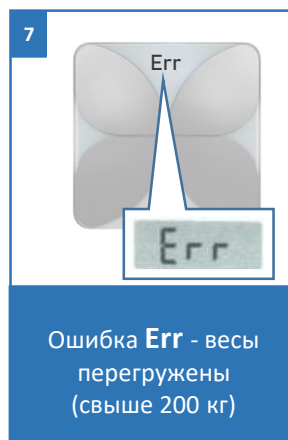 7
Err
Err
Ошибка Err - весы
перегружены
(свыше 200 кг)